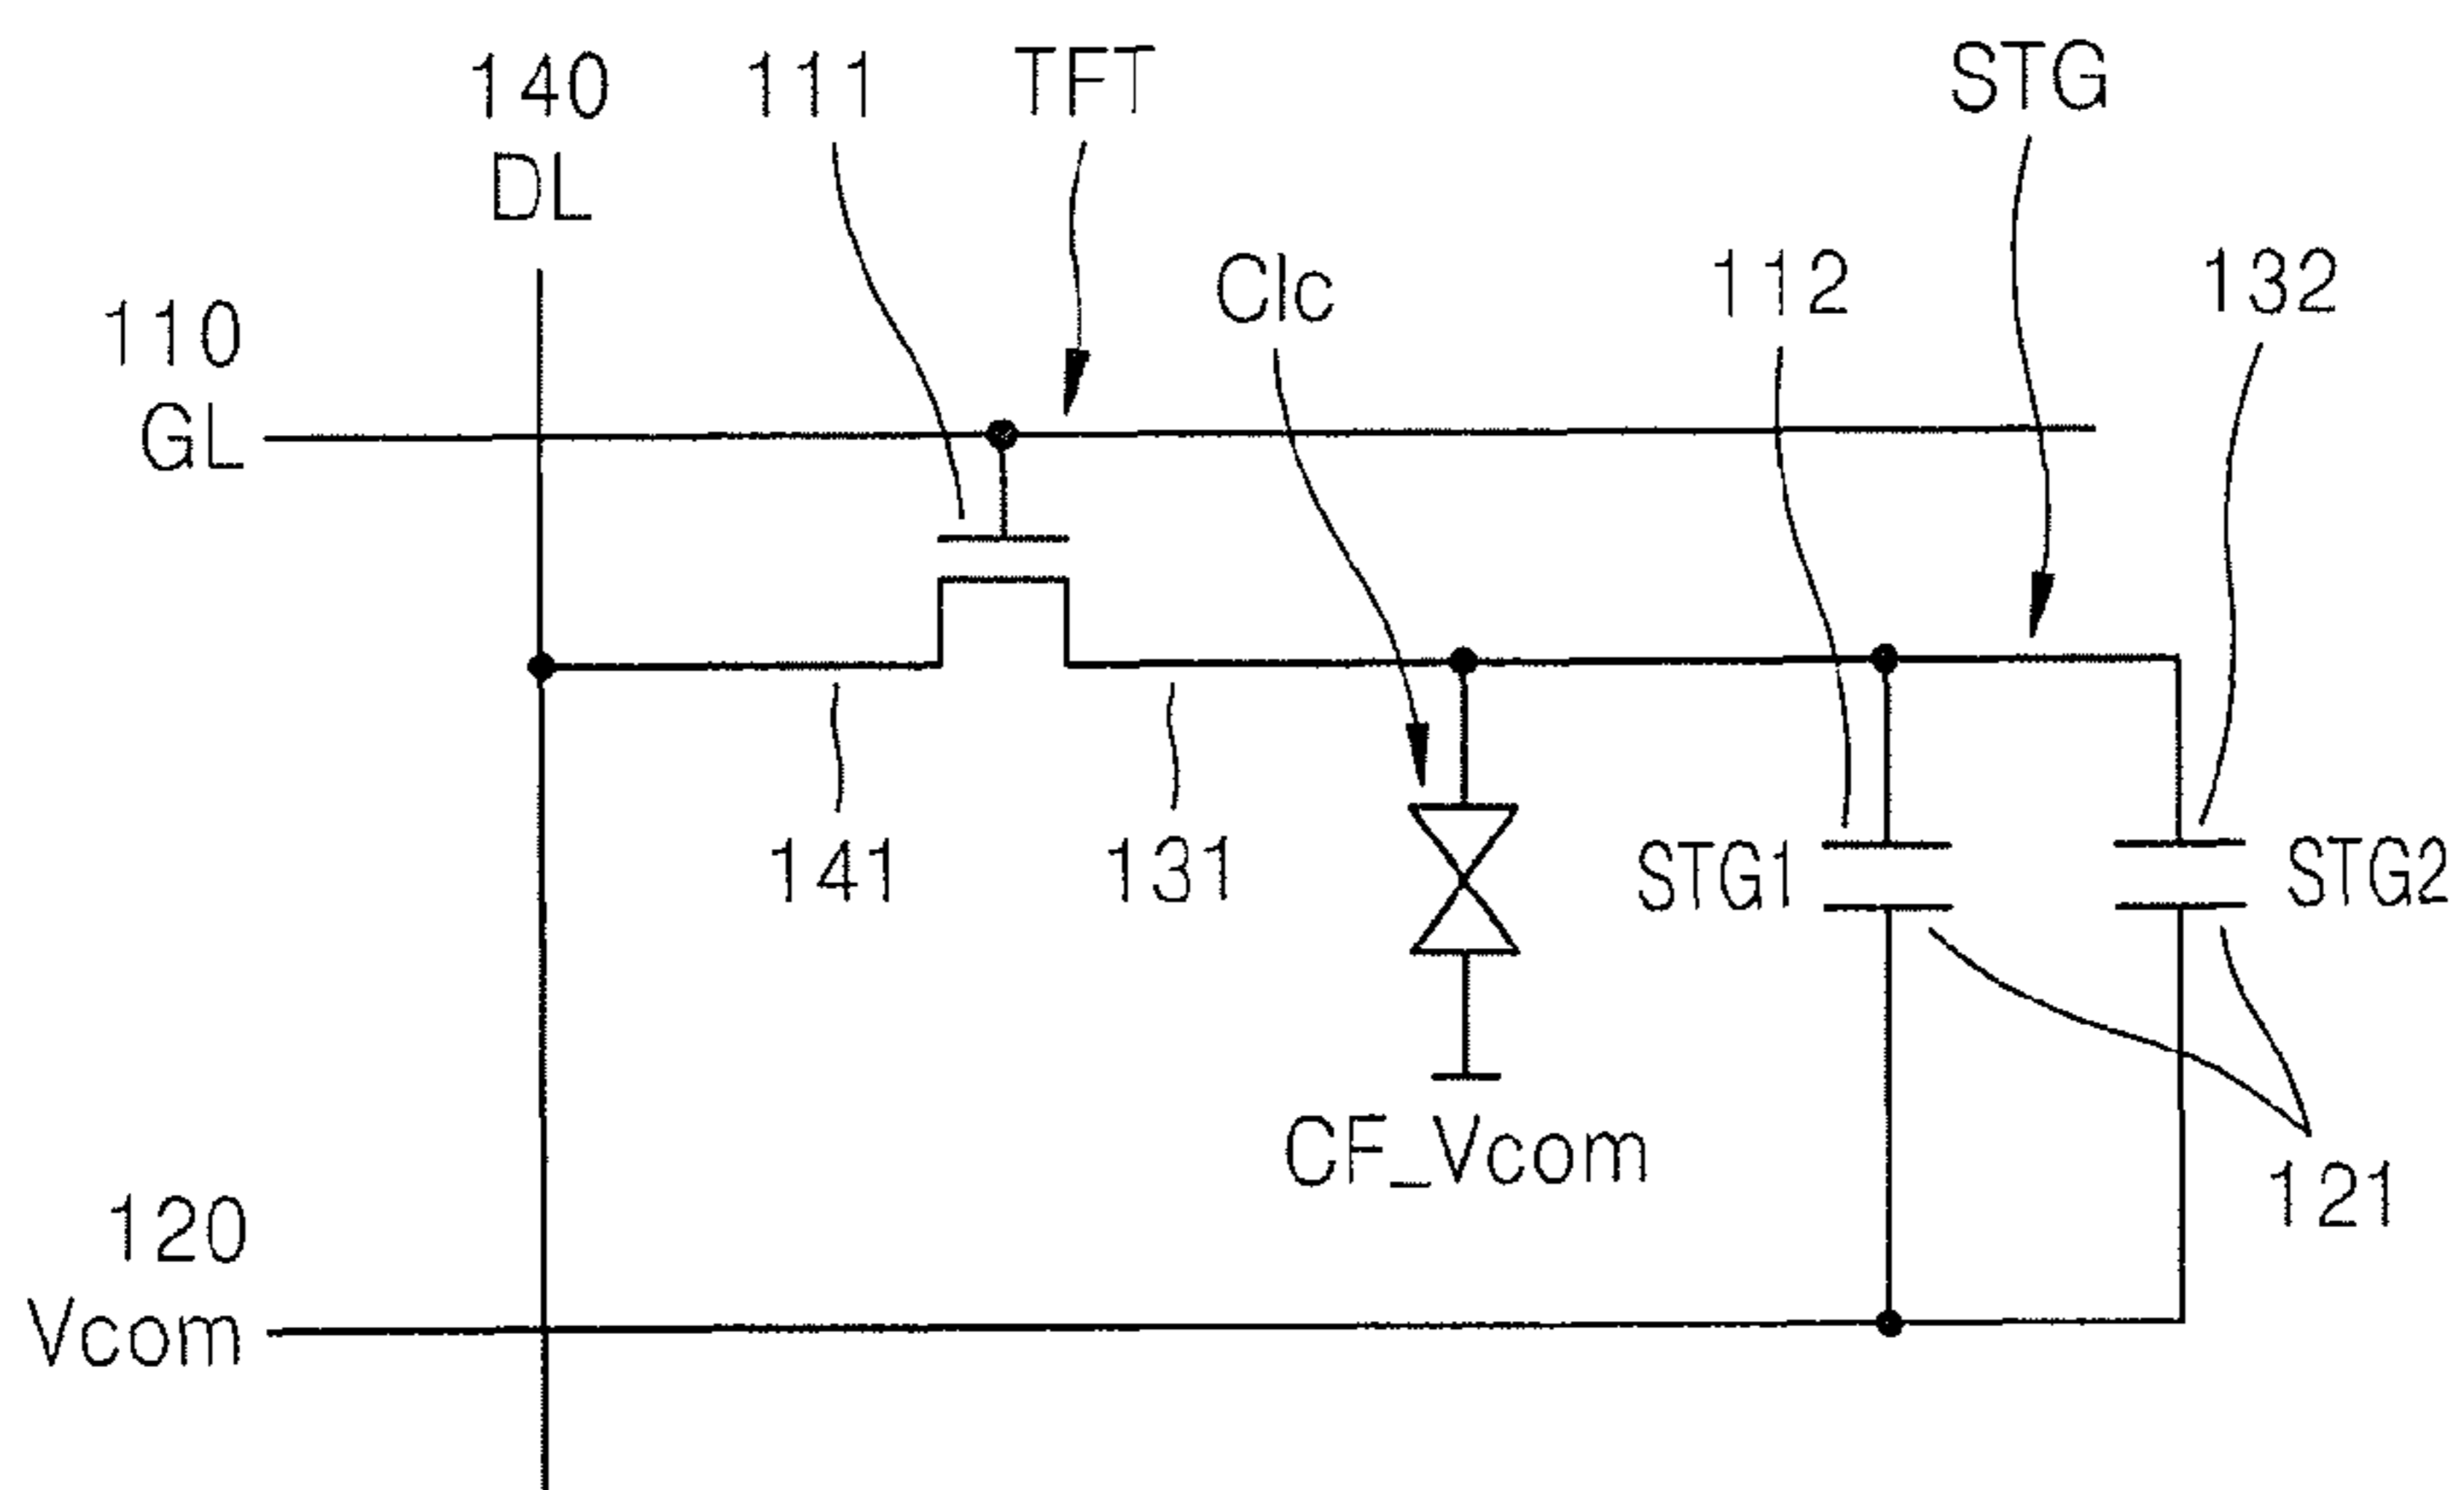 140
DL
111
TFT
STG
110
GL
Clc
112
132
141
131
STG1
STG2
CF_Vcom
121
120
Vcom